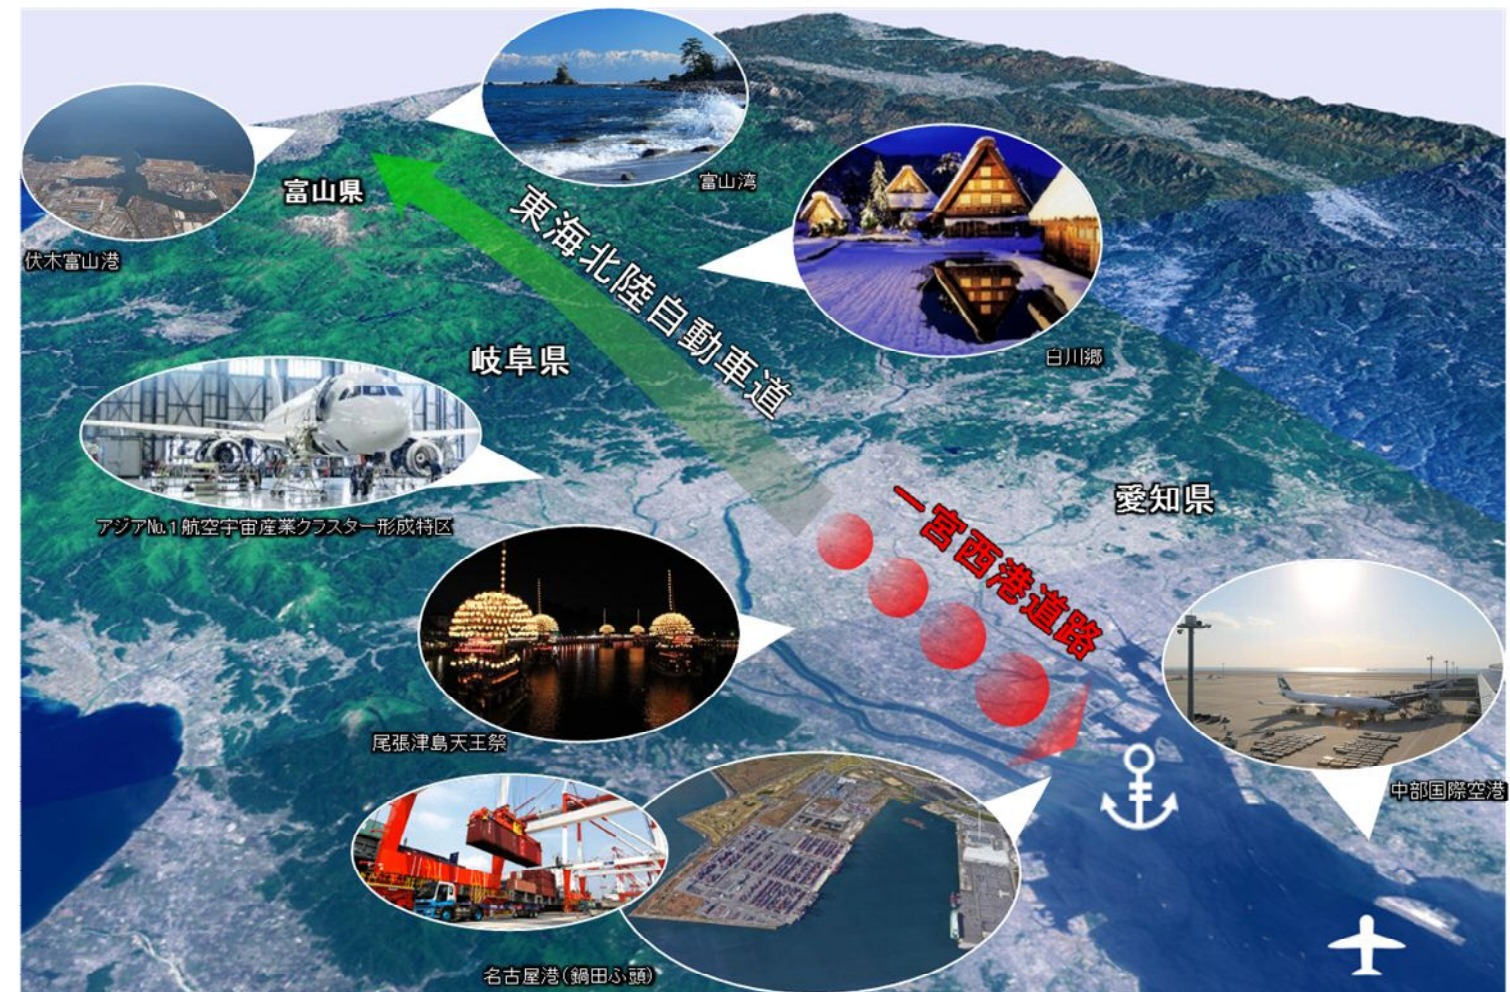 富山湾
富山県
伏木富山港
東海北陸自動車道
白川郷
岐阜県
アジアNo.1航空宇宙産業クラスター形成特区
愛知県
一宮西港道路
尾張津島天王祭
中部国際空港
名古屋港(鍋田ふ頭)